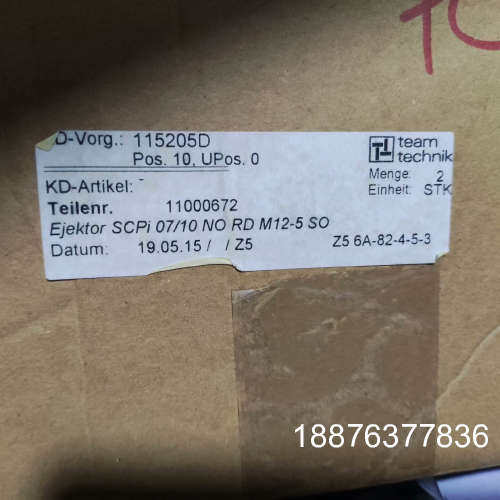 D-Vorg.: 115205D
Pos. 10, UPos. 0
team
technik
KD-Artikel: -
Menge: 2
Einheit: STK
Teilenr. 11000672
Ejektor SCPi 07/10 NO RD M12-5 SO
Datum: 19.05.15 / / Z5
Z5 6A-82-4-5-3
18876377836